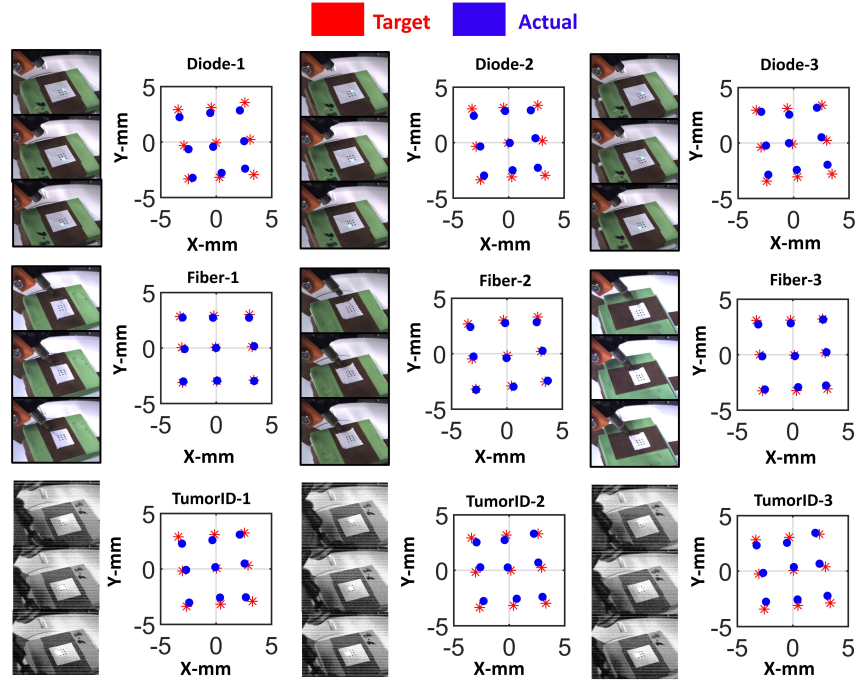 Target Actual
Diode-1 Diode-2 Diode-3
5 5 5
Y-mm Y-mm Y-mm
0 0 0
-5 -5 -5
-5 0 5 -5 0 5 -5 0 5
X-mm X-mm X-mm
Fiber-1 Fiber-2 Fiber-3
5 5 5
Y-mm Y-mm Y-mm
0 0 0
-5 -5 -5
-5 0 5 -5 0 5 -5 0 5
X-mm X-mm X-mm
TumorID-1 TumorID-2 TumorID-3
5 5 5
Y-mm Y-mm Y-mm
0 0 0
-5 -5 -5
-5 0 5 -5 0 5 -5 0 5
X-mm X-mm X-mm